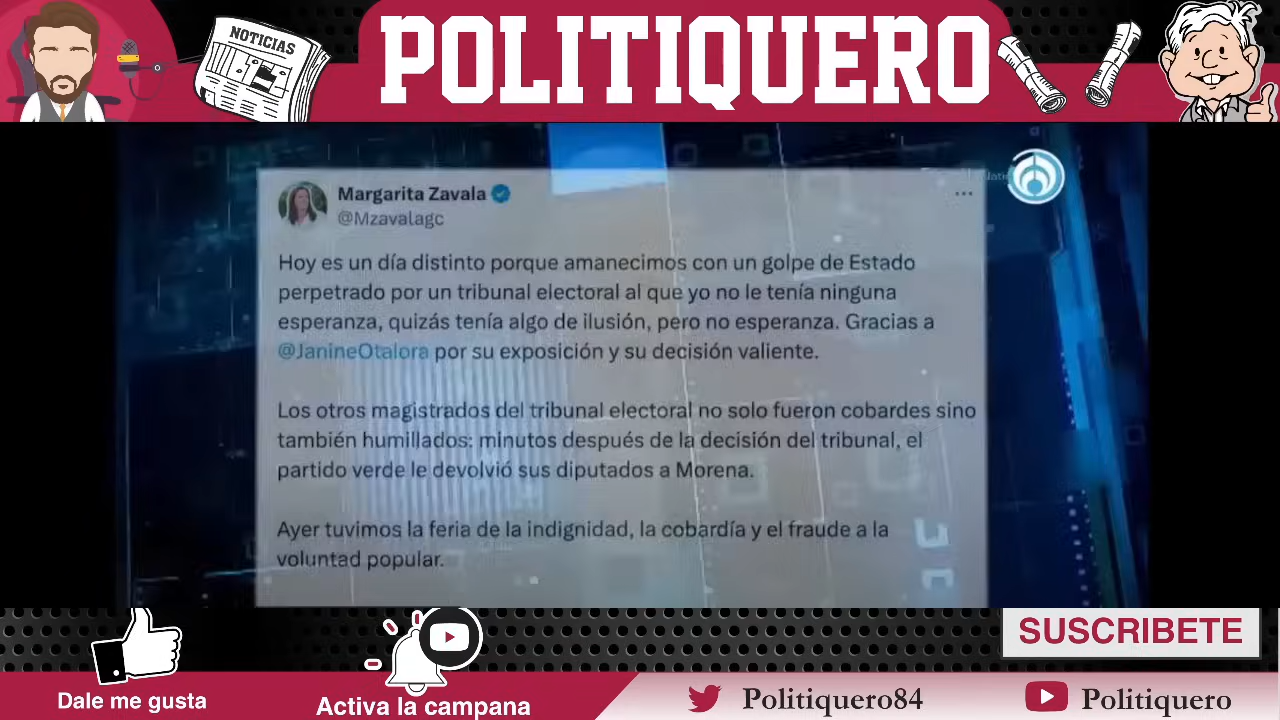 NOTICIAS
POLITIQUERO
Margarita Zavala
@Mzavalagc
Hoy es un día distinto porque amanecimos con un golpe de Estado
perpetrado por un tribunal electoral al que yo no le tenía ninguna
esperanza, quizás tenía algo de ilusión, pero no esperanza. Gracias a
@JanineOtalora por su exposición y su decisión valiente.
Los otros magistrados del tribunal electoral no solo fueron cobardes sino
también humillados: minutos después de la decisión del tribunal, el
partido verde le devolvió sus diputados a Morena.
Ayer tuvimos la feria de la indignidad, la cobardía y el fraude a la
voluntad popular.
SUSCRIBETE
Dale me gusta
Activa la campana
Politiquero84
Politiquero